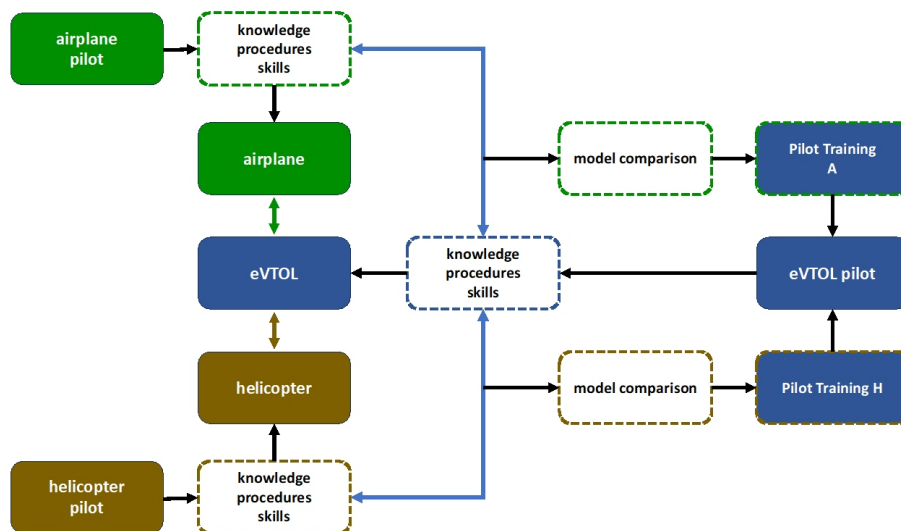 airplane
pilot
knowledge
procedures
skills
airplane
model comparison
Pilot Training
A
eVTOL
knowledge
procedures
skills
eVTOL pilot
helicopter
model comparison
Pilot Training H
helicopter
pilot
knowledge
procedures
skills